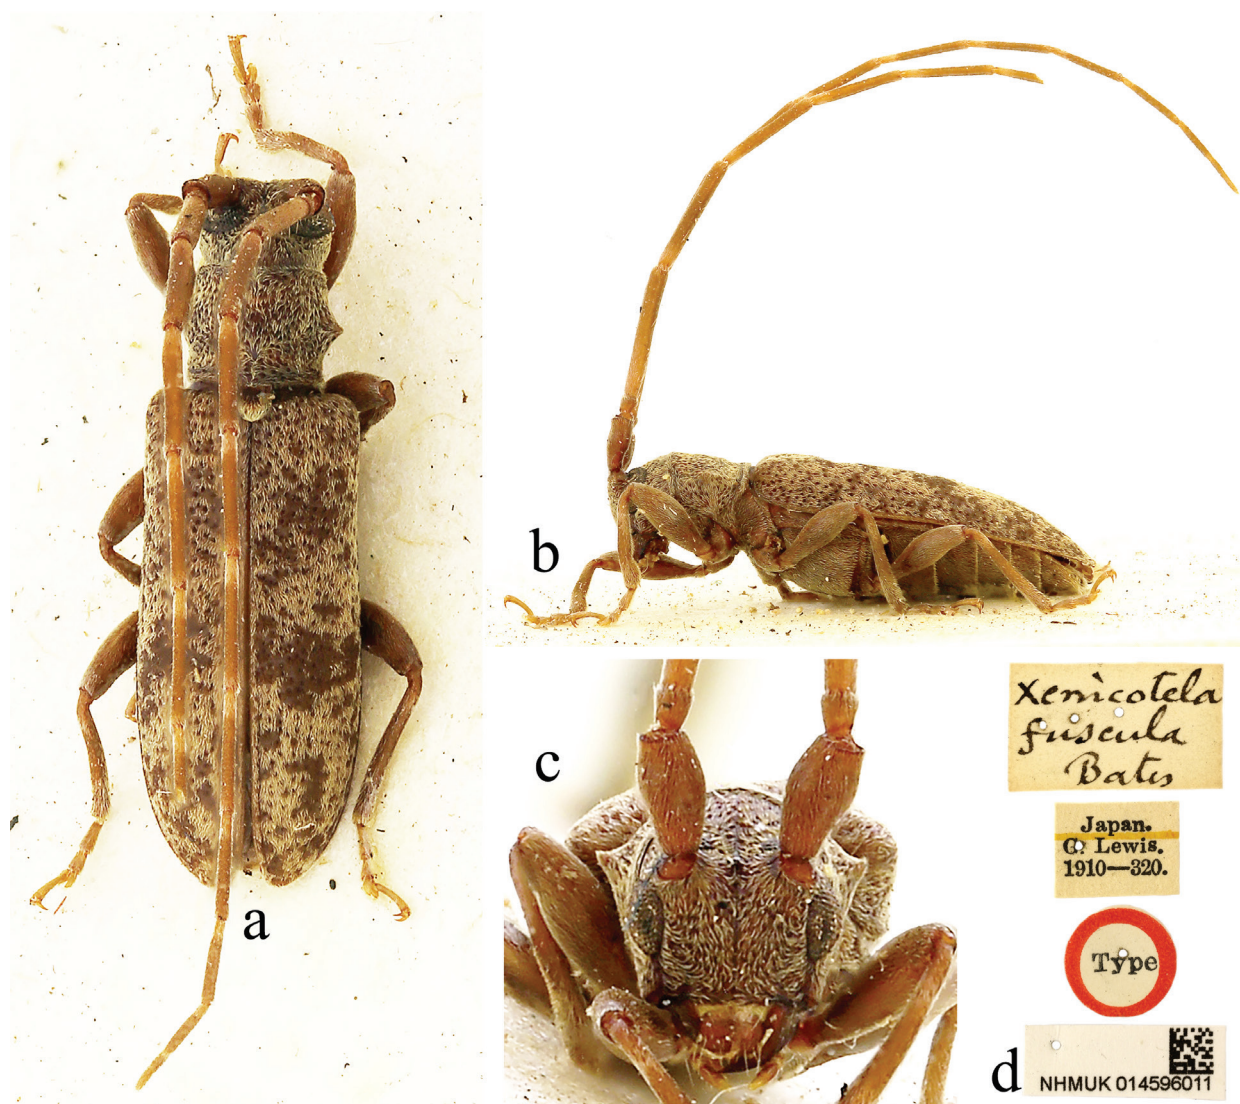 a
b
c
d
Xenicotela
fuscula
Bates
Japan.
G. Lewis.
1910—320.
Type
NHMUK 014596011